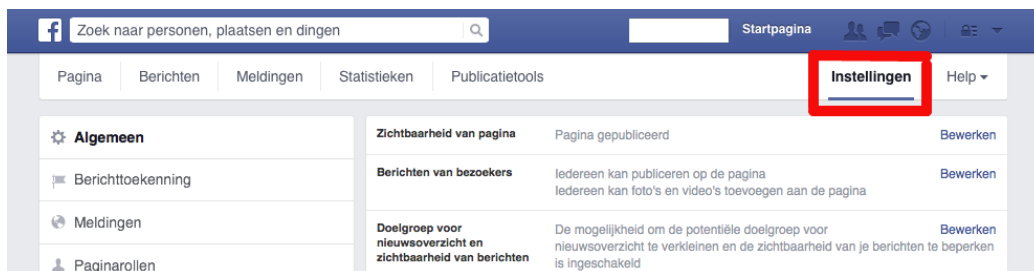 f Zoek naar personen, plaatsen en dingen Startpagina
Pagina Berichten Meldingen Statistieken Publicatietools Instellingen Help
Algemeen
Berichttoekenning
Meldingen
Paginarollen
Zichtbaarheid van pagina Pagina gepubliceerd Bewerken
Berichten van bezoekers Iedereen kan publiceren op de pagina Bewerken
Iedereen kan foto's en video's toevoegen aan de pagina
Doelgroep voor
nieuwsoverzicht en
zichtbaarheid van berichten
De mogelijkheid om de potentiële doelgroep voor Bewerken
nieuwsoverzicht te verkleinen en de zichtbaarheid van je berichten te beperken
is ingeschakeld